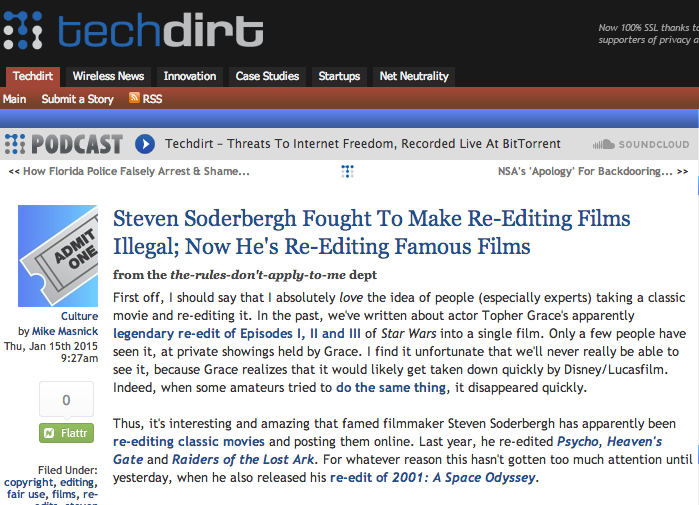 techdirt
Now 100% SSL thanks to
supporters of privacy a
Techdirt
Wireless News
Innovation
Case Studies
Startups
Net Neutrality
Main
Submit a Story
RSS
PODCAST
Techdirt – Threats To Internet Freedom, Recorded Live At BitTorrent
SOUNDCLOUD
<< How Florida Police Falsely Arrest & Shame...
NSA's 'Apology' For Backdooring... >>
ADMIT
ONE
Culture
by Mike Masnick
Thu, Jan 15th 2015
9:27am
0
Flattr
Filed Under:
copyright, editing,
fair use, films, re-
edits, steven
Steven Soderbergh Fought To Make Re-Editing Films
Illegal; Now He's Re-Editing Famous Films
from the the-rules-don't-apply-to-me dept
First off, I should say that I absolutely love the idea of people (especially experts) taking a classic
movie and re-editing it. In the past, we've written about actor Topher Grace's apparently
legendary re-edit of Episodes I, II and III of Star Wars into a single film. Only a few people have
seen it, at private showings held by Grace. I find it unfortunate that we'll never really be able to
see it, because Grace realizes that it would likely get taken down quickly by Disney/Lucasfilm.
Indeed, when some amateurs tried to do the same thing, it disappeared quickly.
Thus, it's interesting and amazing that famed filmmaker Steven Soderbergh has apparently been
re-editing classic movies and posting them online. Last year, he re-edited Psycho, Heaven's
Gate and Raiders of the Lost Ark. For whatever reason this hasn't gotten too much attention until
yesterday, when he also released his re-edit of 2001: A Space Odyssey.